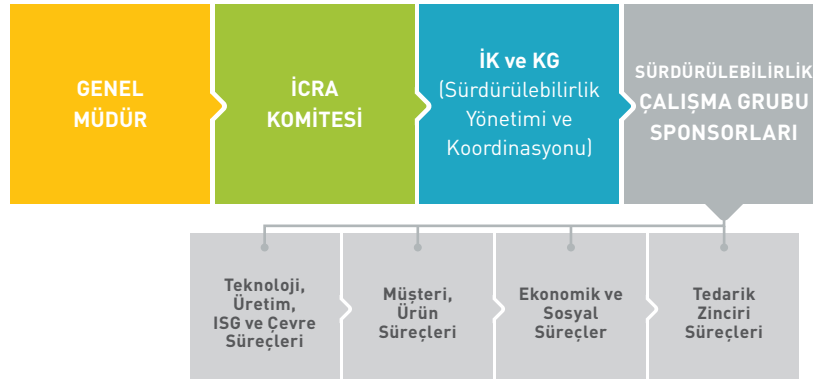 GENEL
MÜDÜR
İCRA
KOMİTESİ
İK ve KG
(Sürdürülebilirlik
Yönetimi ve
Koordinasyonu)
SÜRDÜRÜLEBİLİRLİK
ÇALIŞMA GRUBU
SPONSORLARI
Teknoloji,
Üretim,
ISG ve Çevre
Süreçleri
Müşteri,
Ürün
Süreçleri
Ekonomik ve
Sosyal
Süreçler
Tedarik
Zinciri
Süreçleri